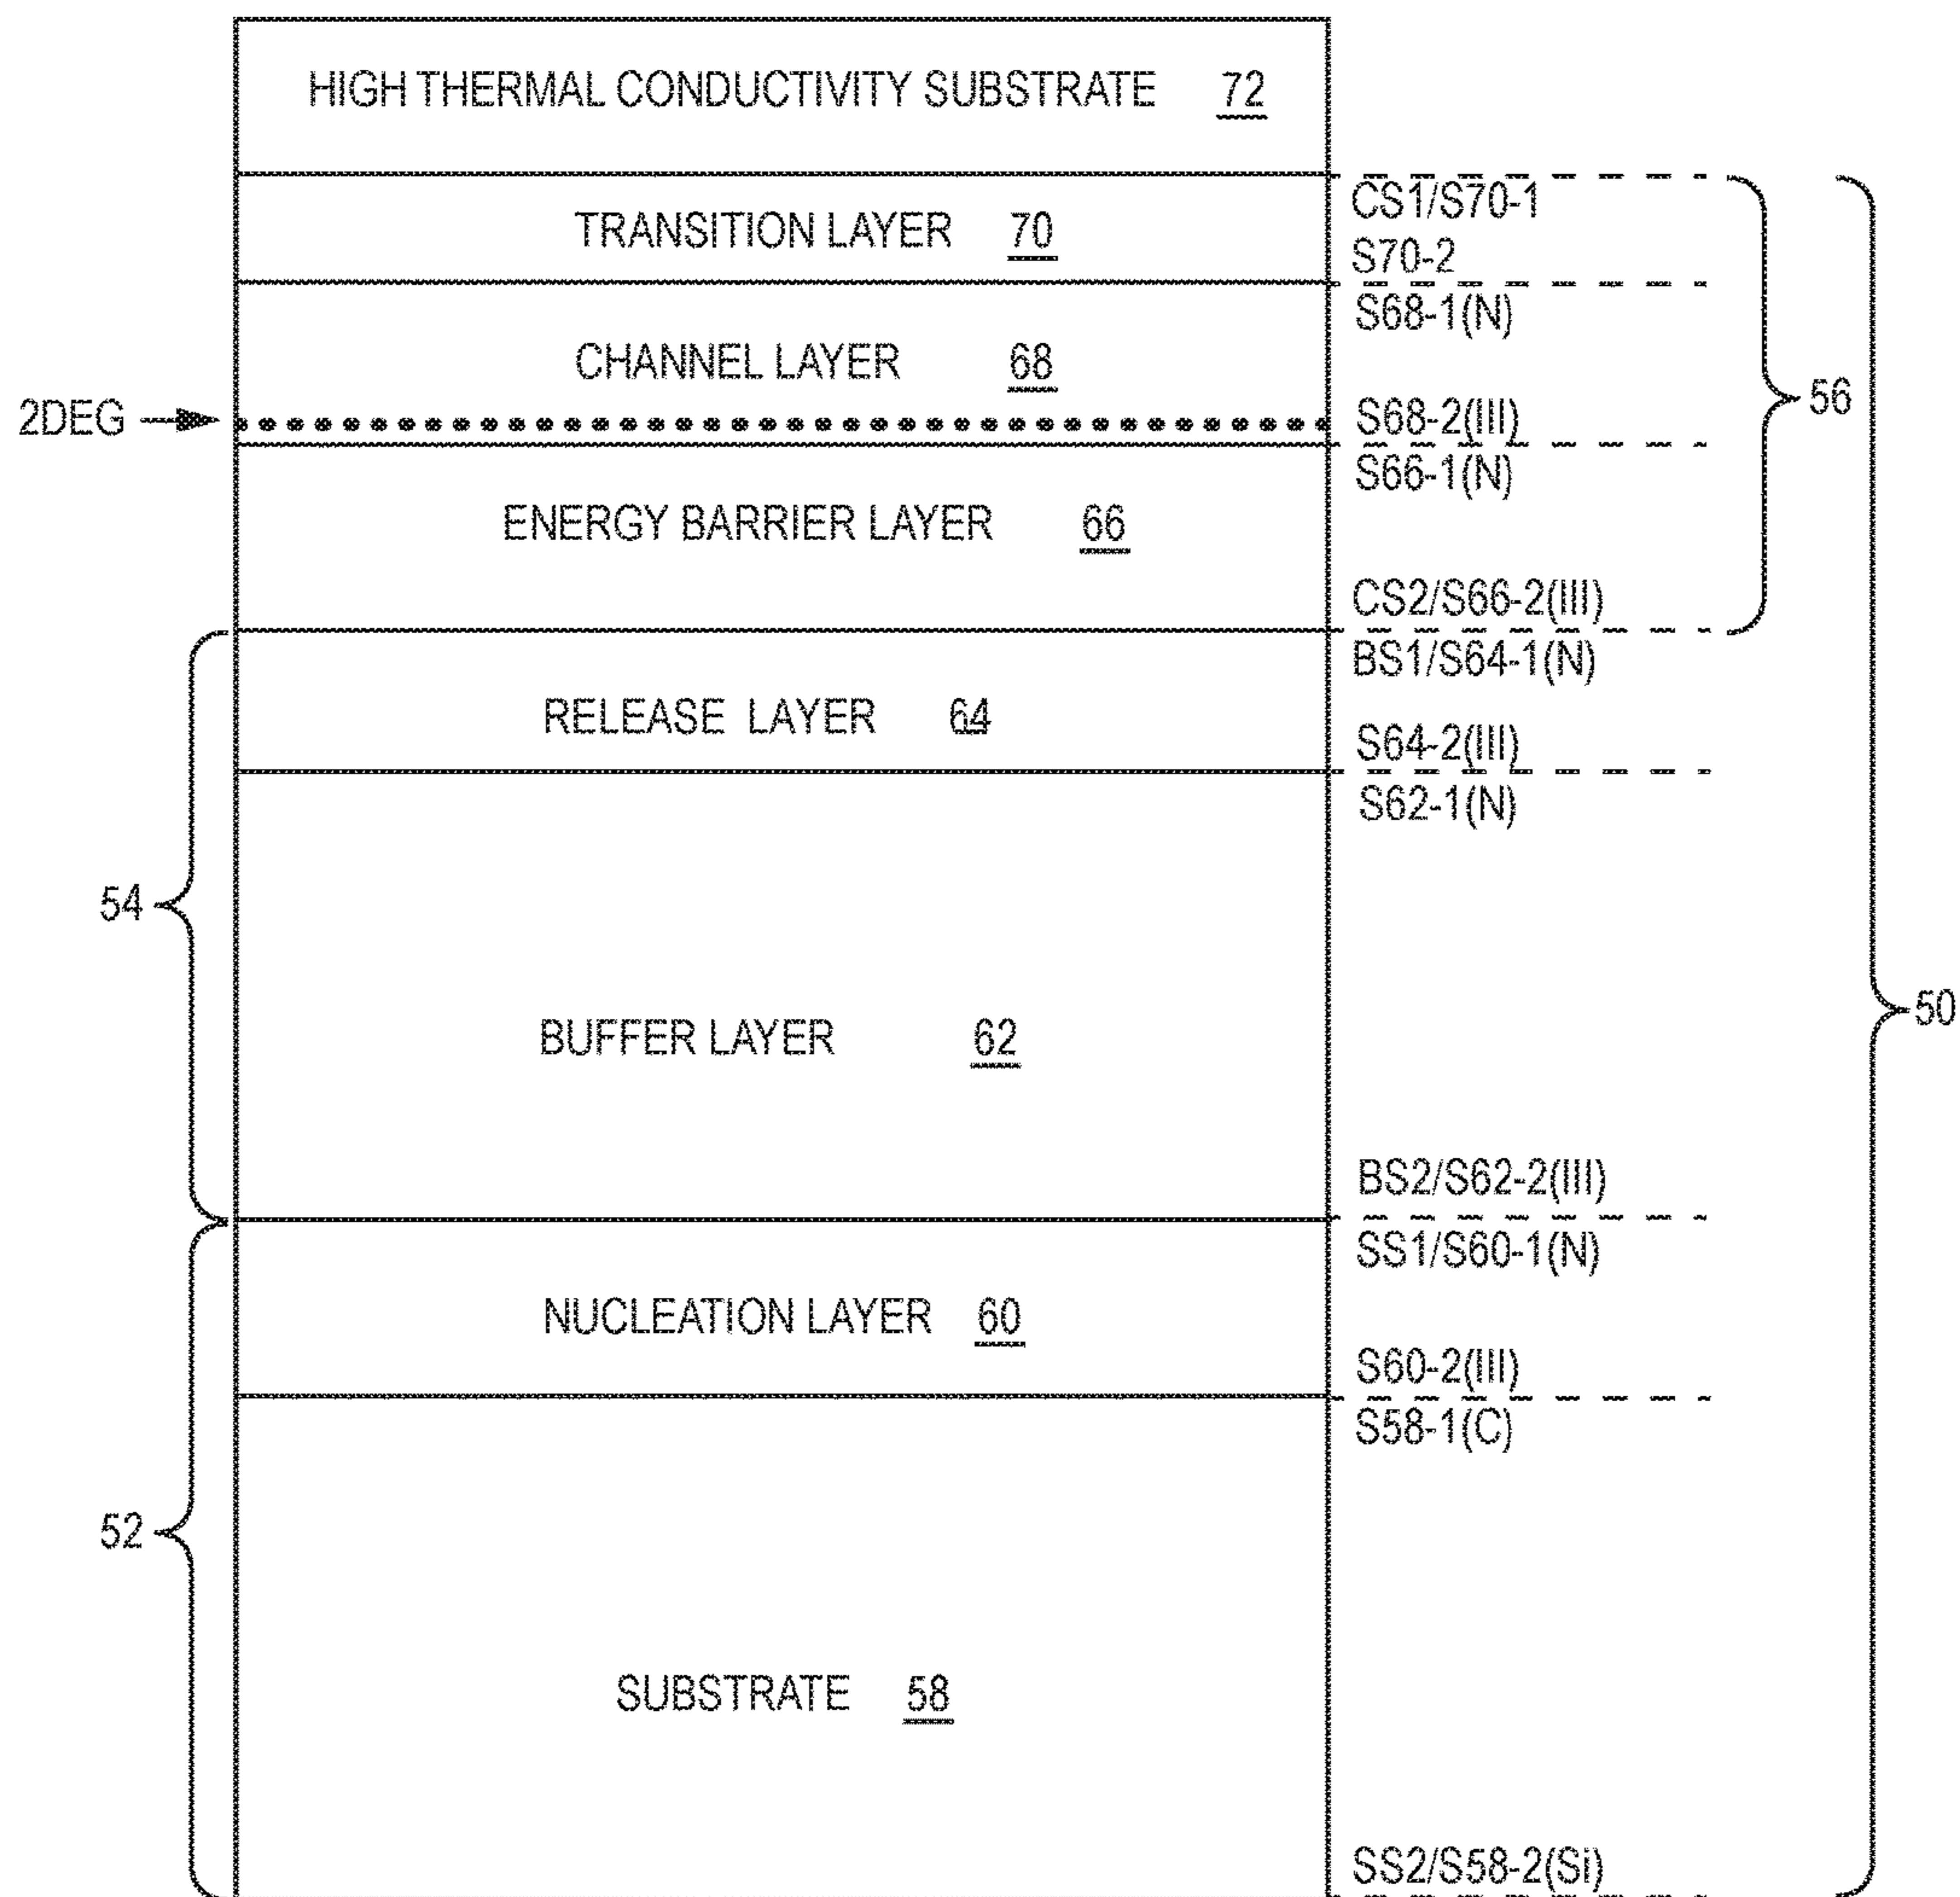 HIGH THERMAL CONDUCTIVITY SUBSTRATE 72
CS1/S70-1
TRANSITION LAYER 70
S70-2
S68-1(N)
CHANNEL LAYER 68
56
2DEG
S68-2(III)
S66-1(N)
ENERGY BARRIER LAYER 66
CS2/S66-2(III)
BS1/S64-1(N)
RELEASE LAYER 64
S64-2(III)
S62-1(N)
54
50
BUFFER LAYER 62
BS2/S62-2(III)
SS1/S60-1(N)
NUCLEATION LAYER 60
S60-2(III)
S58-1(C)
52
SUBSTRATE 58
SS2/S58-2(Si)